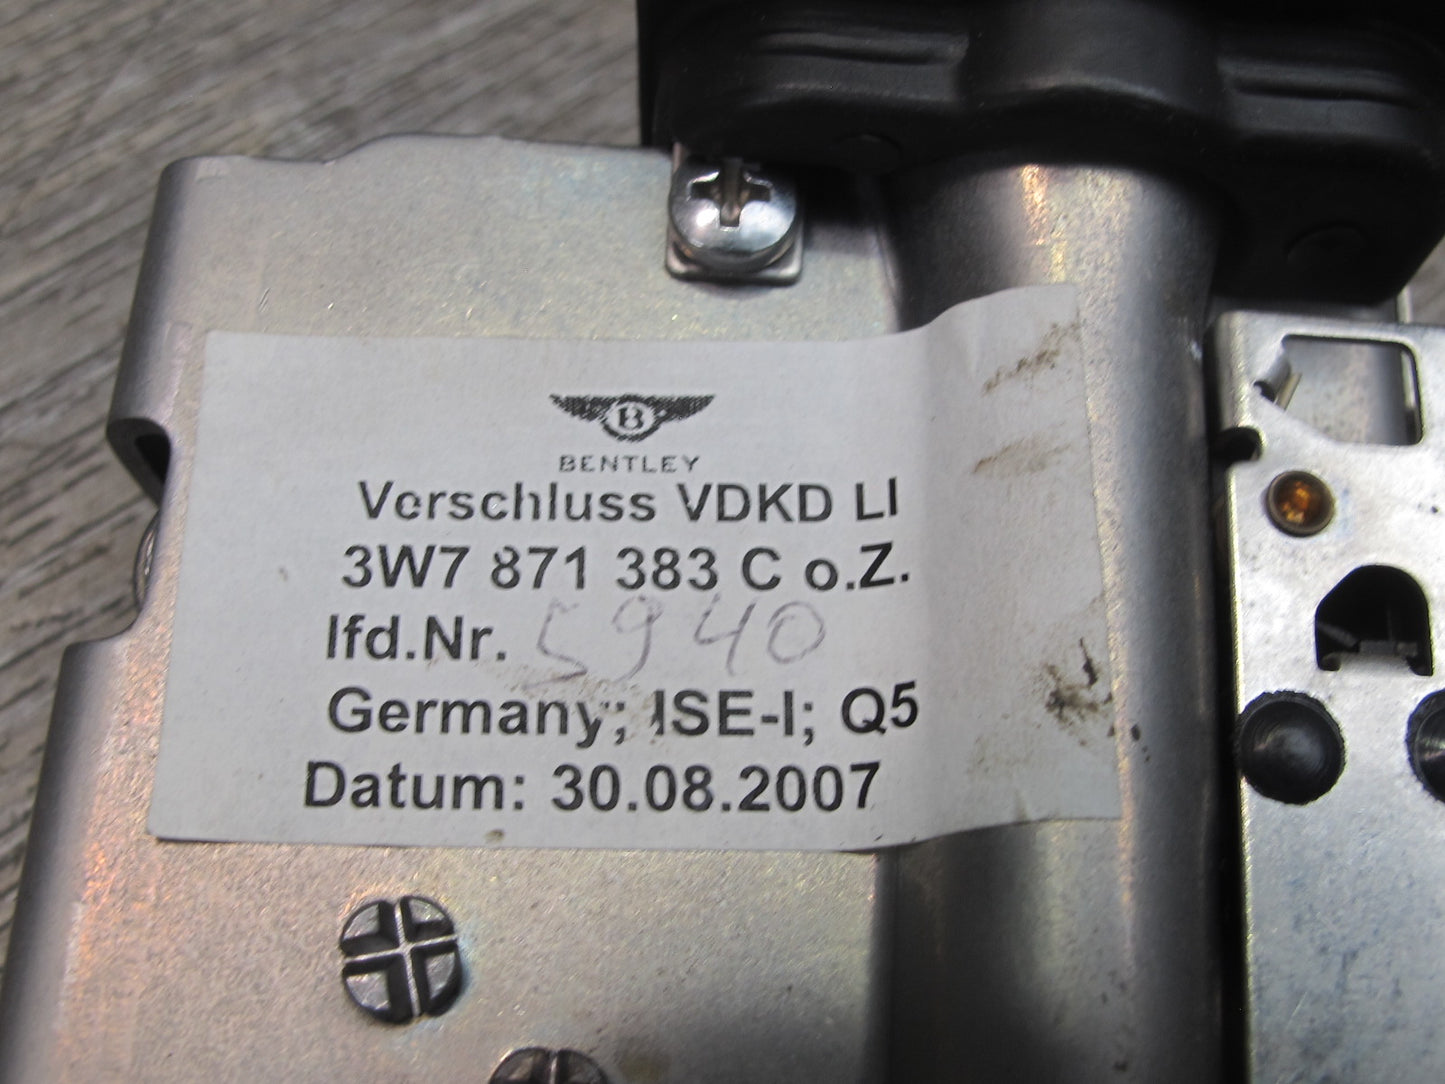 B
BENTLEY
Verschluss VDKD LI
3W7 871 383 C o.Z.
lfd.Nr. 5940
Germany; ISE-I; Q5
Datum: 30.08.2007